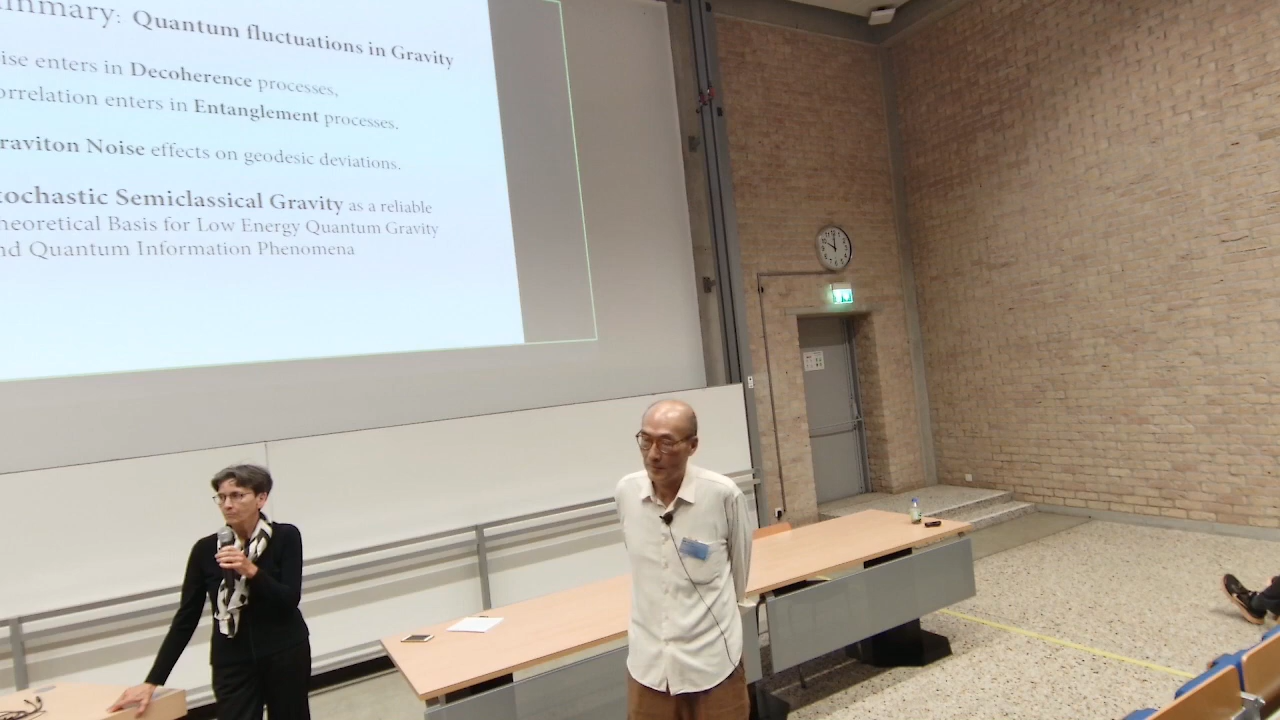 mmary: Quantum fluctuations in Gravity
ise enters in Decoherence processes,
orrelation enters in Entanglement processes.
raviton Noise effects on geodesic deviations.
tochastic Semiclassical Gravity as a reliable
heoretical Basis for Low Energy Quantum Gravity
nd Quantum Information Phenomena